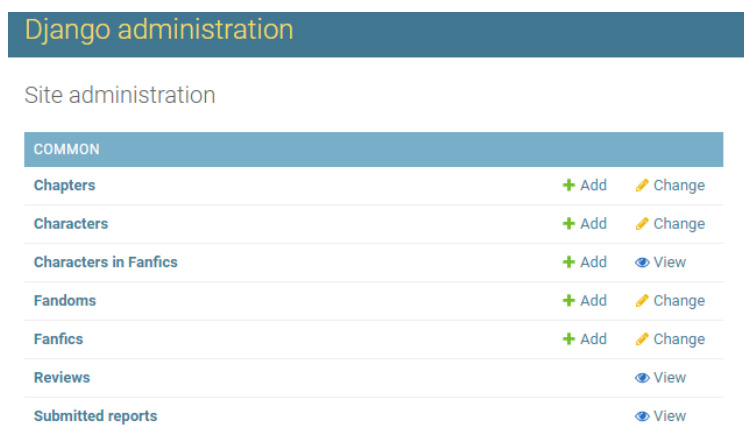 Django administration
Site administration
COMMON
Chapters Add Change
Characters Add Change
Characters in Fanfics Add View
Fandoms Add Change
Fanfics Add Change
Reviews View
Submitted reports View